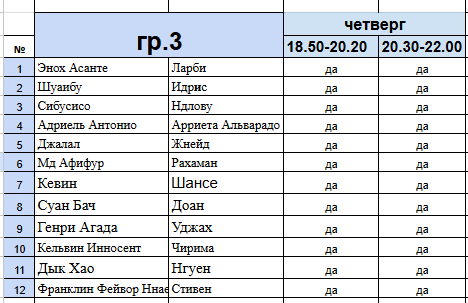 четверг
№ гр.3 18.50-20.20 20.30-22.00
1 Энох Асанте Ларби да да
2 Шуаибу Идрис да да
3 Сибусисо Ндлову да да
4 Адриель Антонио Арриета Альварадо да да
5 Джалал Жнейд да да
6 Мд Афифур Рахаман да да
7 Кевин Шансе да да
8 Суан Бач Доан да да
9 Генри Агада Уджах да да
10 Кельвин Инносент Чирима да да
11 Дык Хао Нгуен да да
12 Франклин Фейвор Ннае Стивен да да